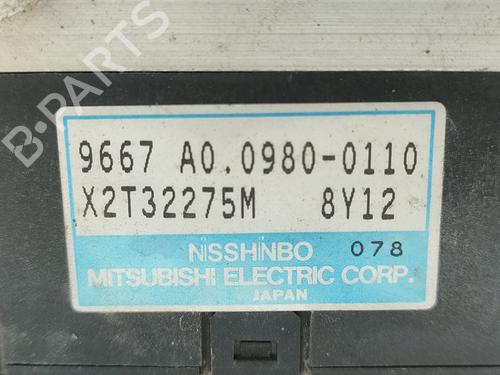 9667 A0.0980-0110
X2T32275M 8Y12
NISSHINBO 078
MITSUBISHI ELECTRIC CORP.
JAPAN
B-PARTS